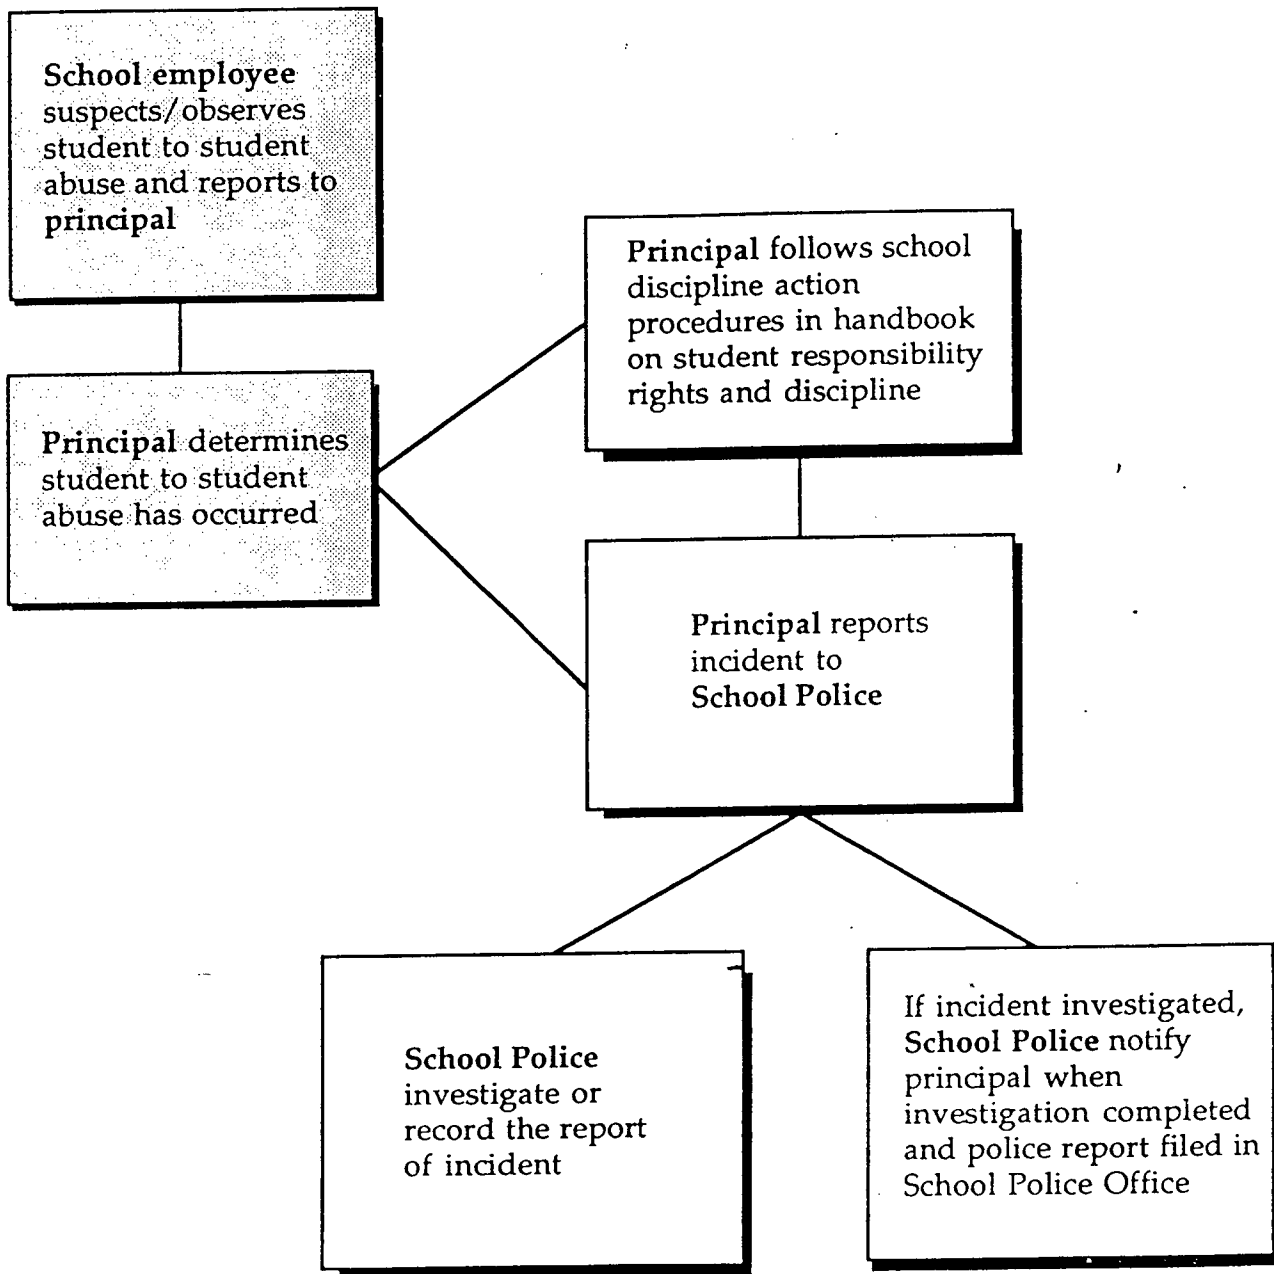 School employee
suspects/observes
student to student
abuse and reports to
principal
Principal determines
student to student
abuse has occurred
Principal follows school
discipline action
procedures in handbook
on student responsibility
rights and discipline
Principal reports
incident to
School Police
School Police
investigate or
record the report
of incident
If incident investigated,
School Police notify
principal when
investigation completed
and police report filed in
School Police Office